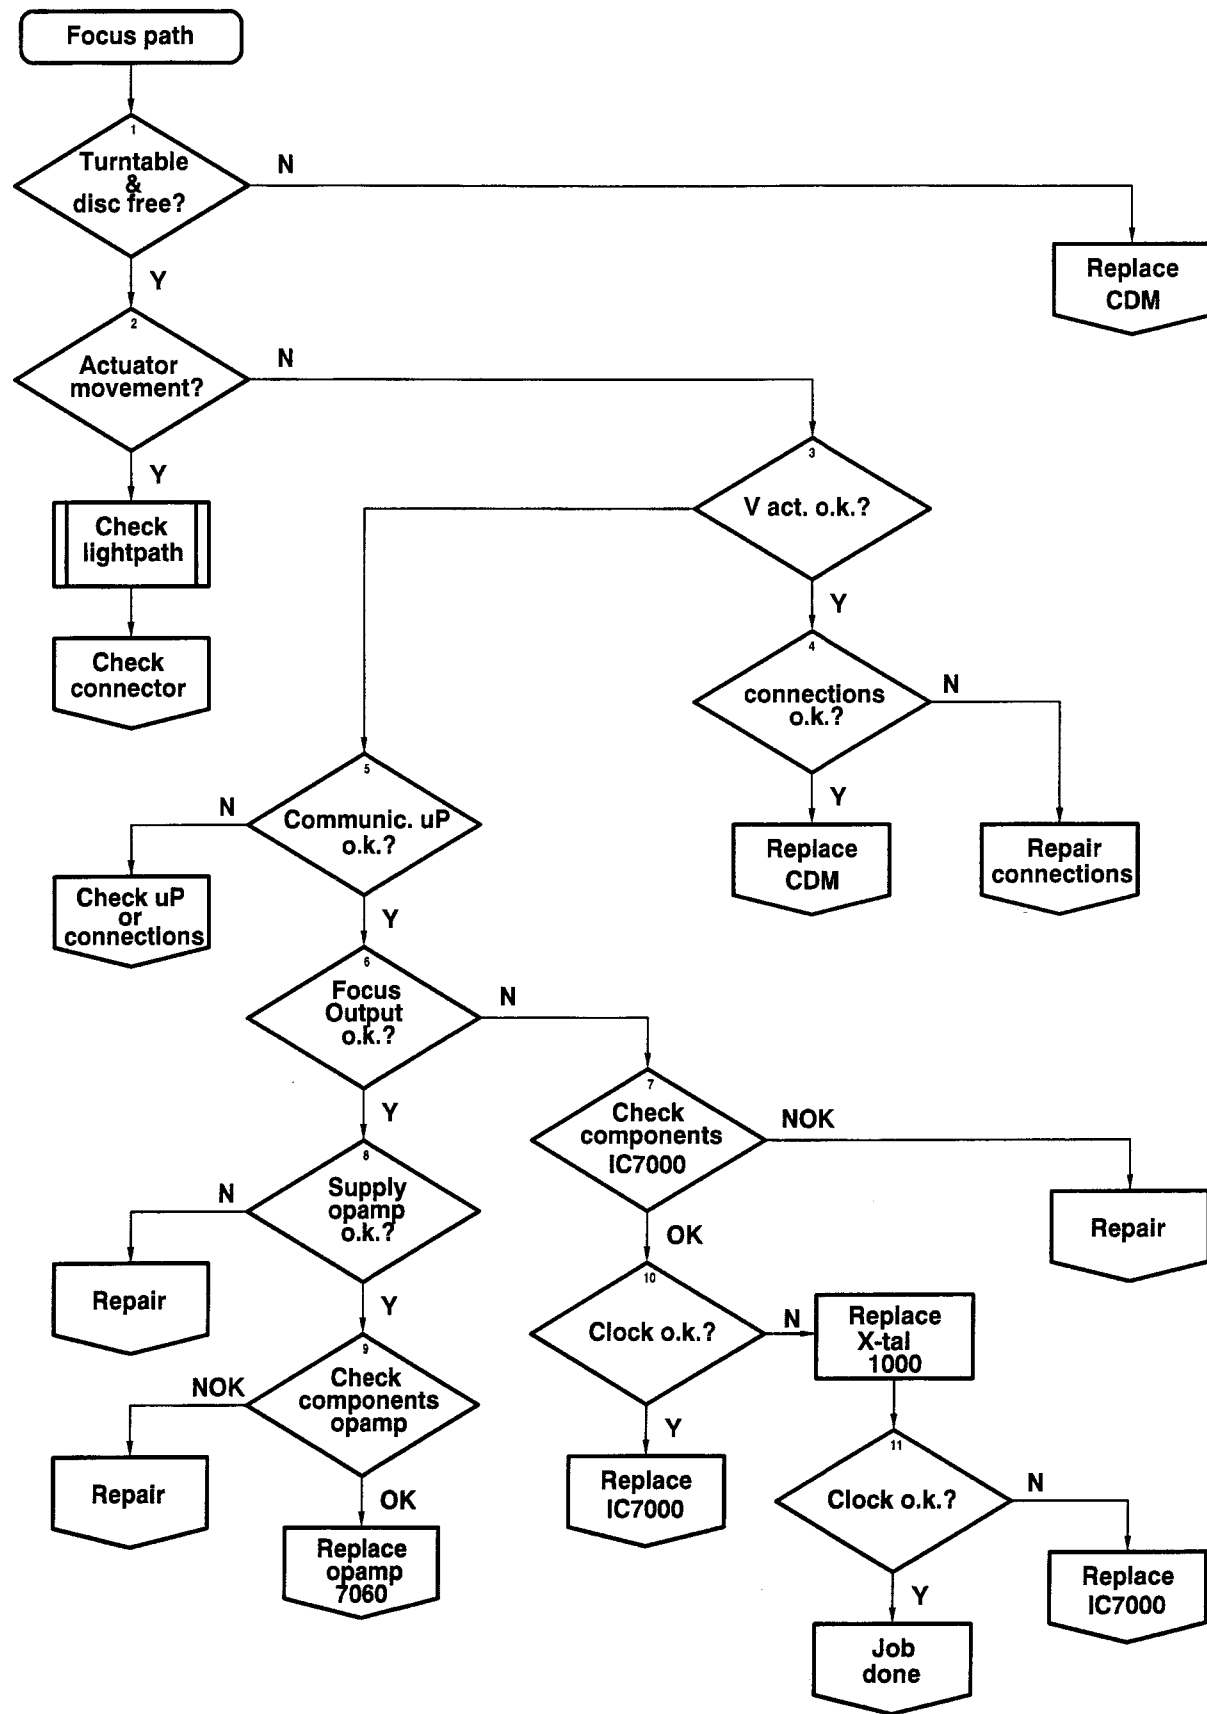 Focus path
1
Turntable
&
disc free?
N
Y
Replace
CDM
2
Actuator
movement?
N
Y
3
V act. o.k.?
Y
Check
lightpath
Check
connector
4
connections
o.k.?
N
Y
Replace
CDM
Repair
connections
5
Communic. uP
o.k.?
N
Y
Check uP
or
connections
6
Focus
Output
o.k.?
N
Y
7
Check
components
IC7000
NOK
OK
Repair
8
Supply
opamp
o.k.?
N
Y
Repair
10
Clock o.k.?
N
Y
Replace
X-tal
1000
9
Check
components
opamp
NOK
OK
Repair
Replace
opamp
7060
Replace
IC7000
11
Clock o.k.?
N
Y
Replace
IC7000
Job
done